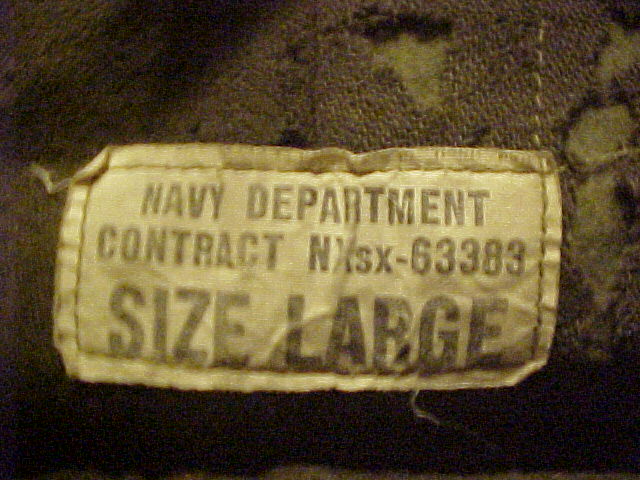 NAVY DEPARTMENT
CONTRACT NXsx-63383
SIZE LARGE